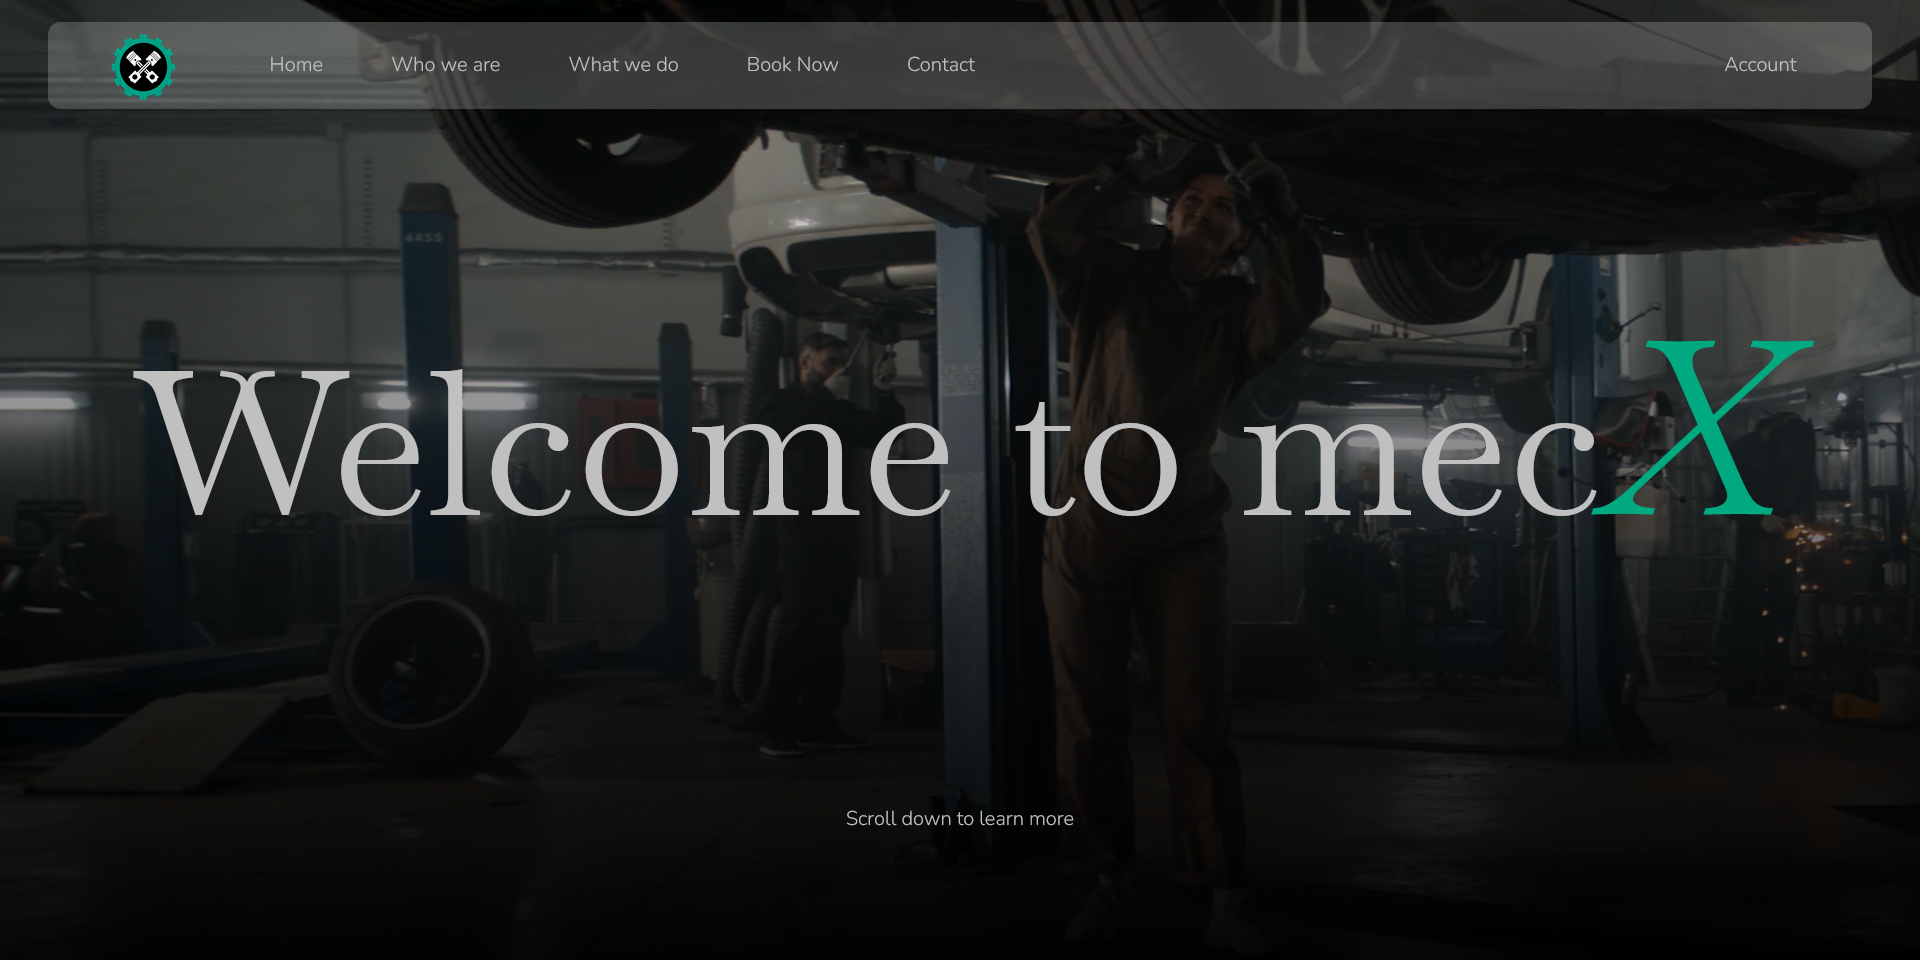 Home
Who we are
What we do
Book Now
Contact
Account
4455
Welcome to mecX
Scroll down to learn more